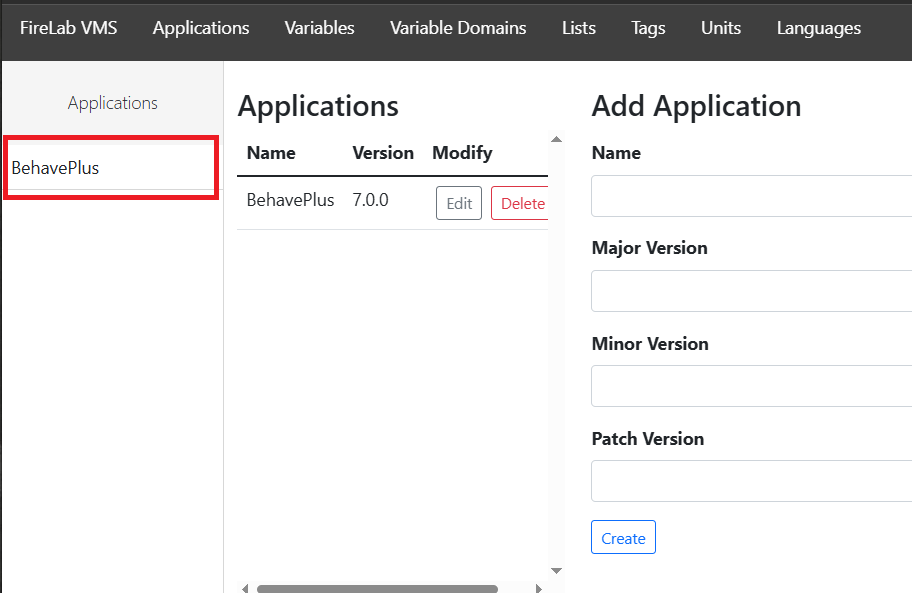 FireLab VMS Applications Variables Variable Domains Lists Tags Units Languages
Applications
BehavePlus
Applications
Name Version Modify
BehavePlus 7.0.0 Edit Delete
Add Application
Name
Major Version
Minor Version
Patch Version
Create